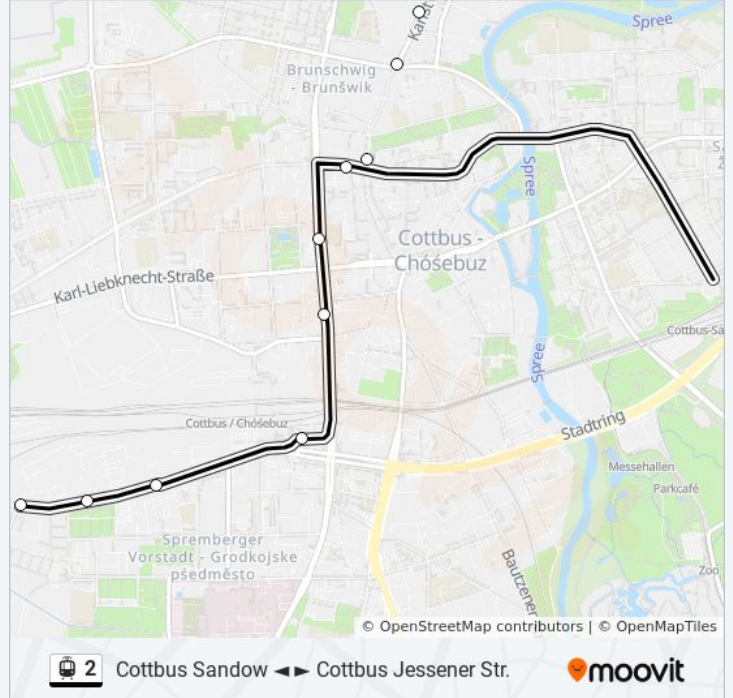 Spree
Karlst
Brunschwig
- Brunšwik
Spree
Cottbus -
Chóśebuz
Karl-Liebknecht-Straße
Cottbus-Sa
Spree
Cottbus / Chóśebuz
Stadtring
Messehallen
Parkcafé
Spremberger
Vorstadt - Grodkojske
pśedměsto
Bautzener
Zoo
© OpenStreetMap contributors | © OpenMapTiles
2 Cottbus Sandow ◄ ► Cottbus Jessener Str.
moovit